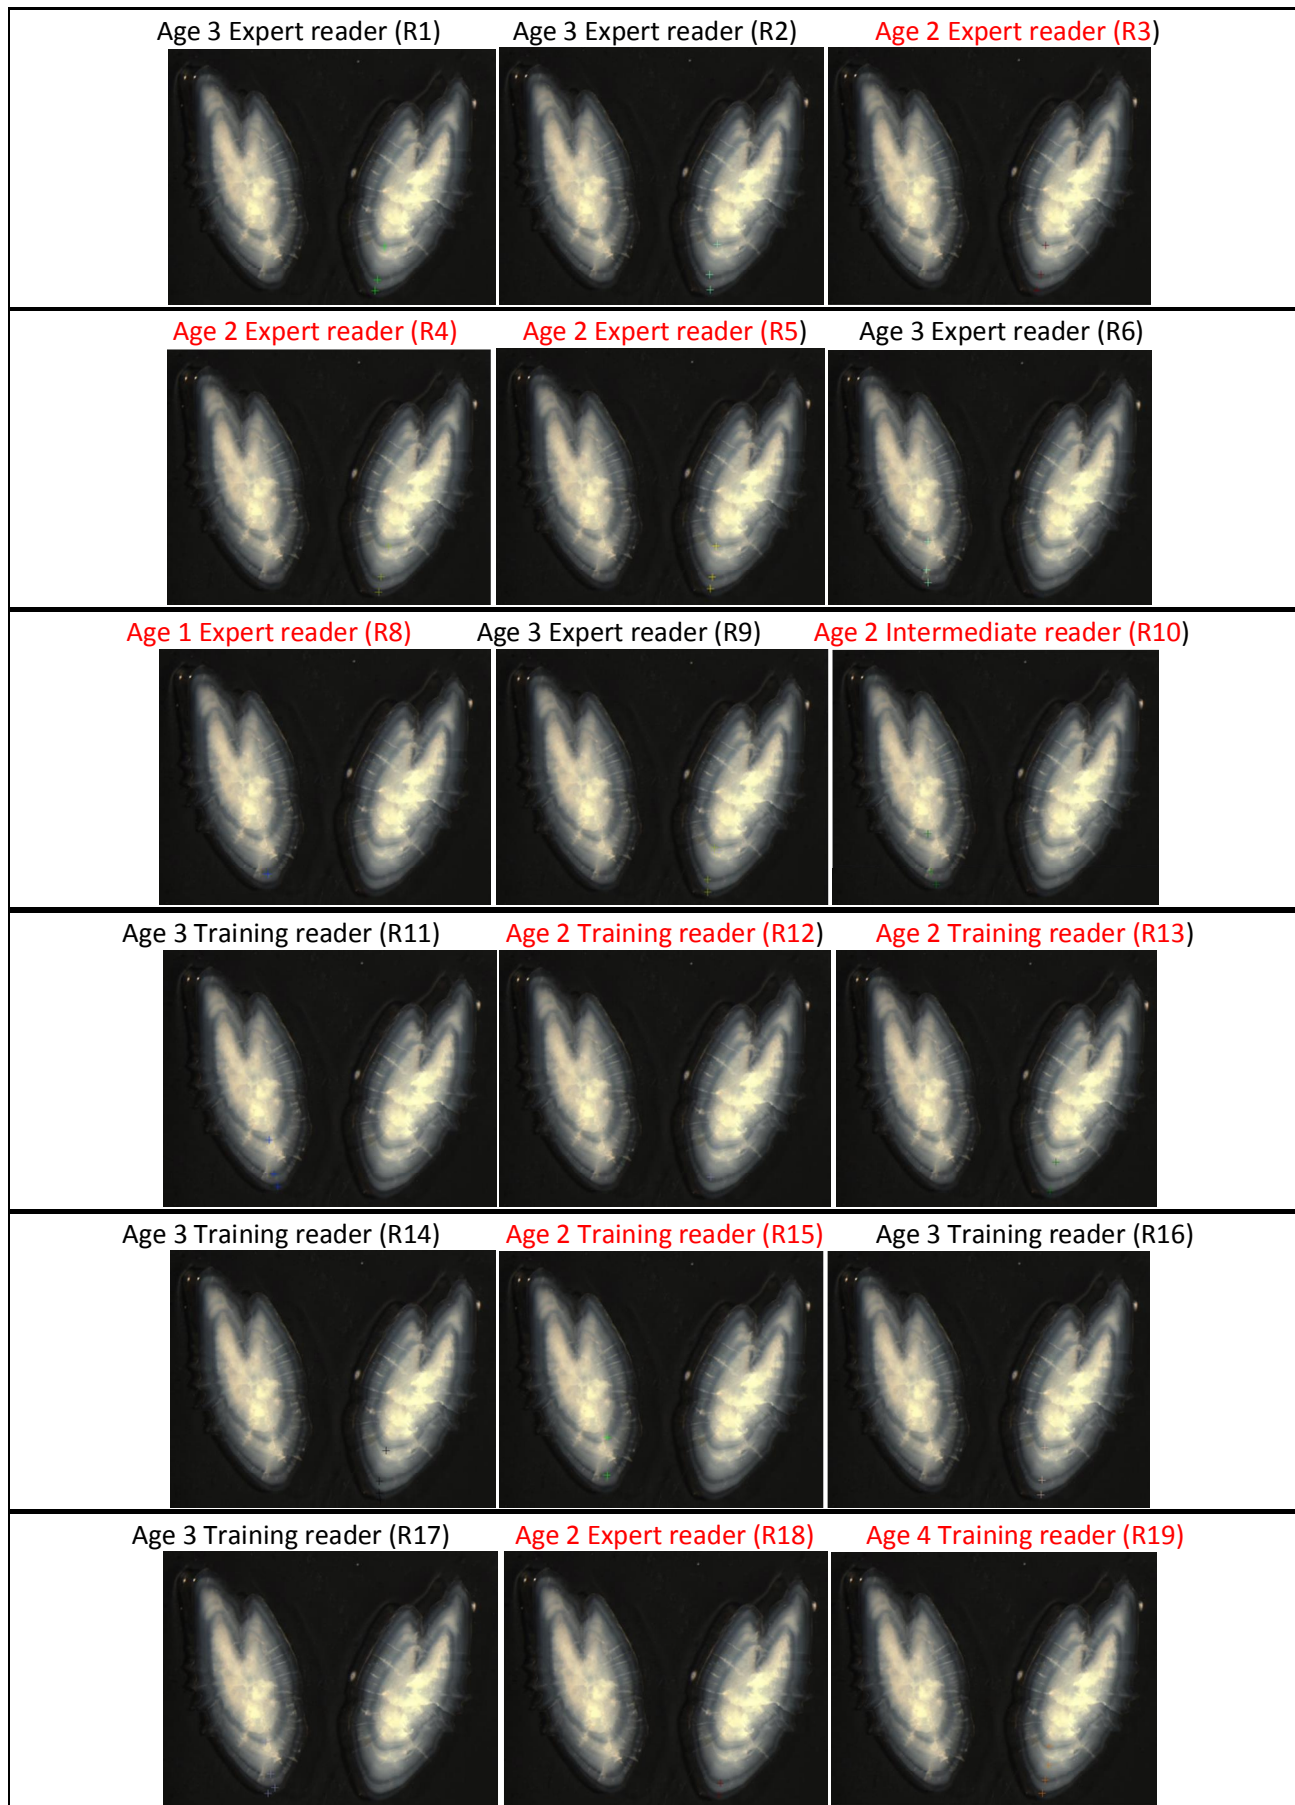 Age 3 Expert reader (R1) Age 3 Expert reader (R2) Age 2 Expert reader (R3)
Age 2 Expert reader (R4) Age 2 Expert reader (R5) Age 3 Expert reader (R6)
Age 1 Expert reader (R8) Age 3 Expert reader (R9) Age 2 Intermediate reader (R10)
Age 3 Training reader (R11) Age 2 Training reader (R12) Age 2 Training reader (R13)
Age 3 Training reader (R14) Age 2 Training reader (R15) Age 3 Training reader (R16)
Age 3 Training reader (R17) Age 2 Expert reader (R18) Age 4 Training reader (R19)